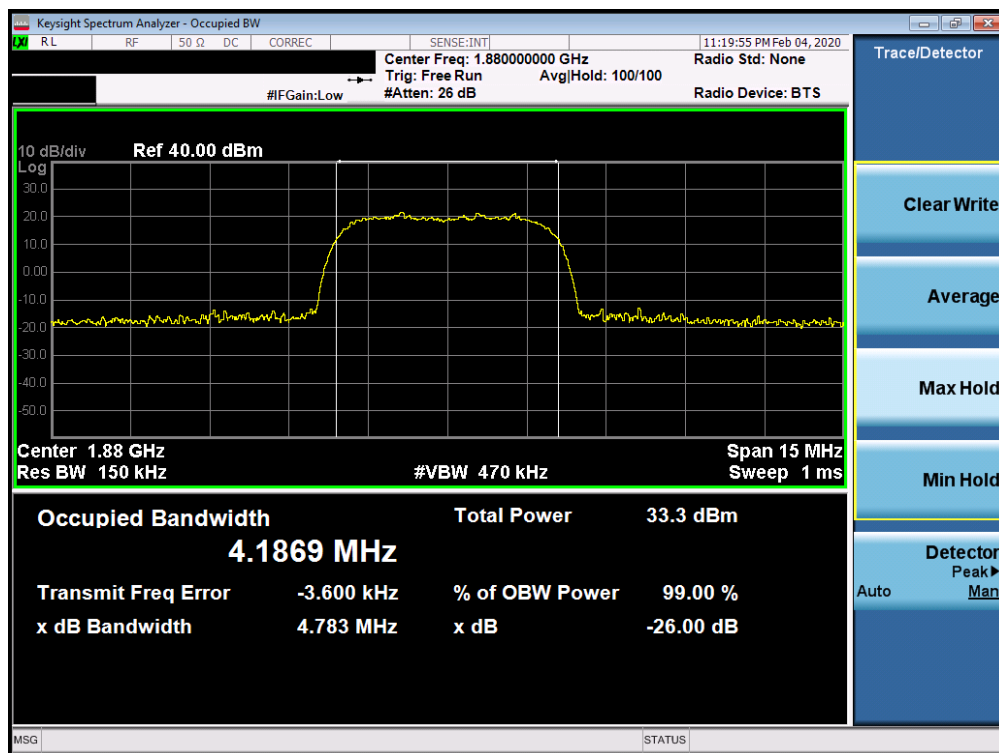 Keysight Spectrum Analyzer - Occupied BW
LXI RL RF 50 Ω DC CORREC SENSE:INT 11:19:55 PM Feb 04, 2020
Center Freq: 1.880000000 GHz Radio Std: None
Trig: Free Run Avg|Hold: 100/100
#IFGain:Low #Atten: 26 dB Radio Device: BTS
10 dB/div Ref 40.00 dBm
Log
30.0
20.0
10.0
0.00
-10.0
-20.0
-30.0
-40.0
-50.0
Center 1.88 GHz Span 15 MHz
Res BW 150 kHz #VBW 470 kHz Sweep 1 ms
Occupied Bandwidth Total Power 33.3 dBm
4.1869 MHz
Transmit Freq Error -3.600 kHz % of OBW Power 99.00 %
x dB Bandwidth 4.783 MHz x dB -26.00 dB
MSG STATUS
Trace/Detector
Clear Write
Average
Max Hold
Min Hold
Detector
Peak▶
Auto Man